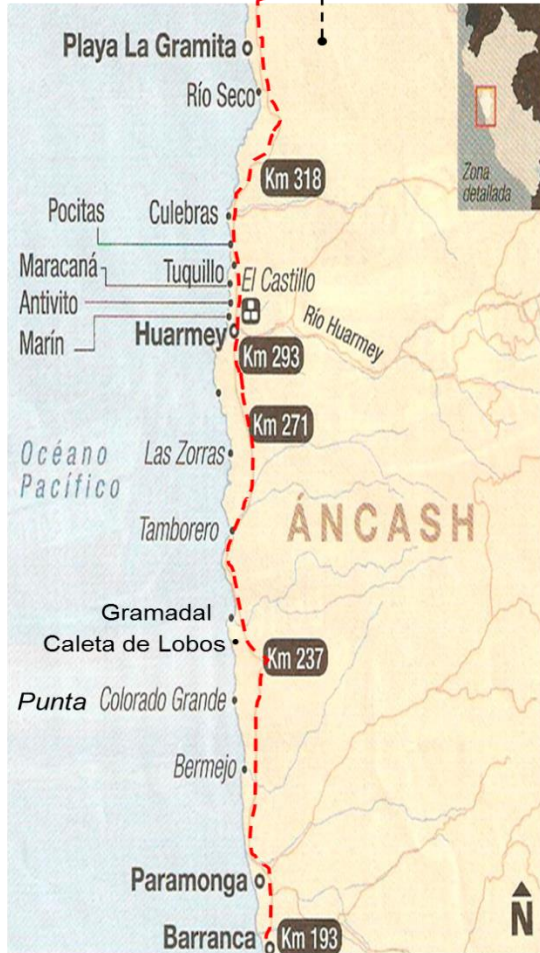 Playa La Gramita
Río Seco
Zona
detallada
Km 318
Pocitas
Culebras
Maracaná
Tuquillo
El Castillo
Antivito
Marín
Huarmey
Río Huarmey
Km 293
Km 271
Océano
Pacífico
Las Zorras
ÁNCASH
Tamborero
Gramadal
Caleta de Lobos
Km 237
Punta Colorado Grande
Bermejo
Paramonga
N
Barranca
Km 193